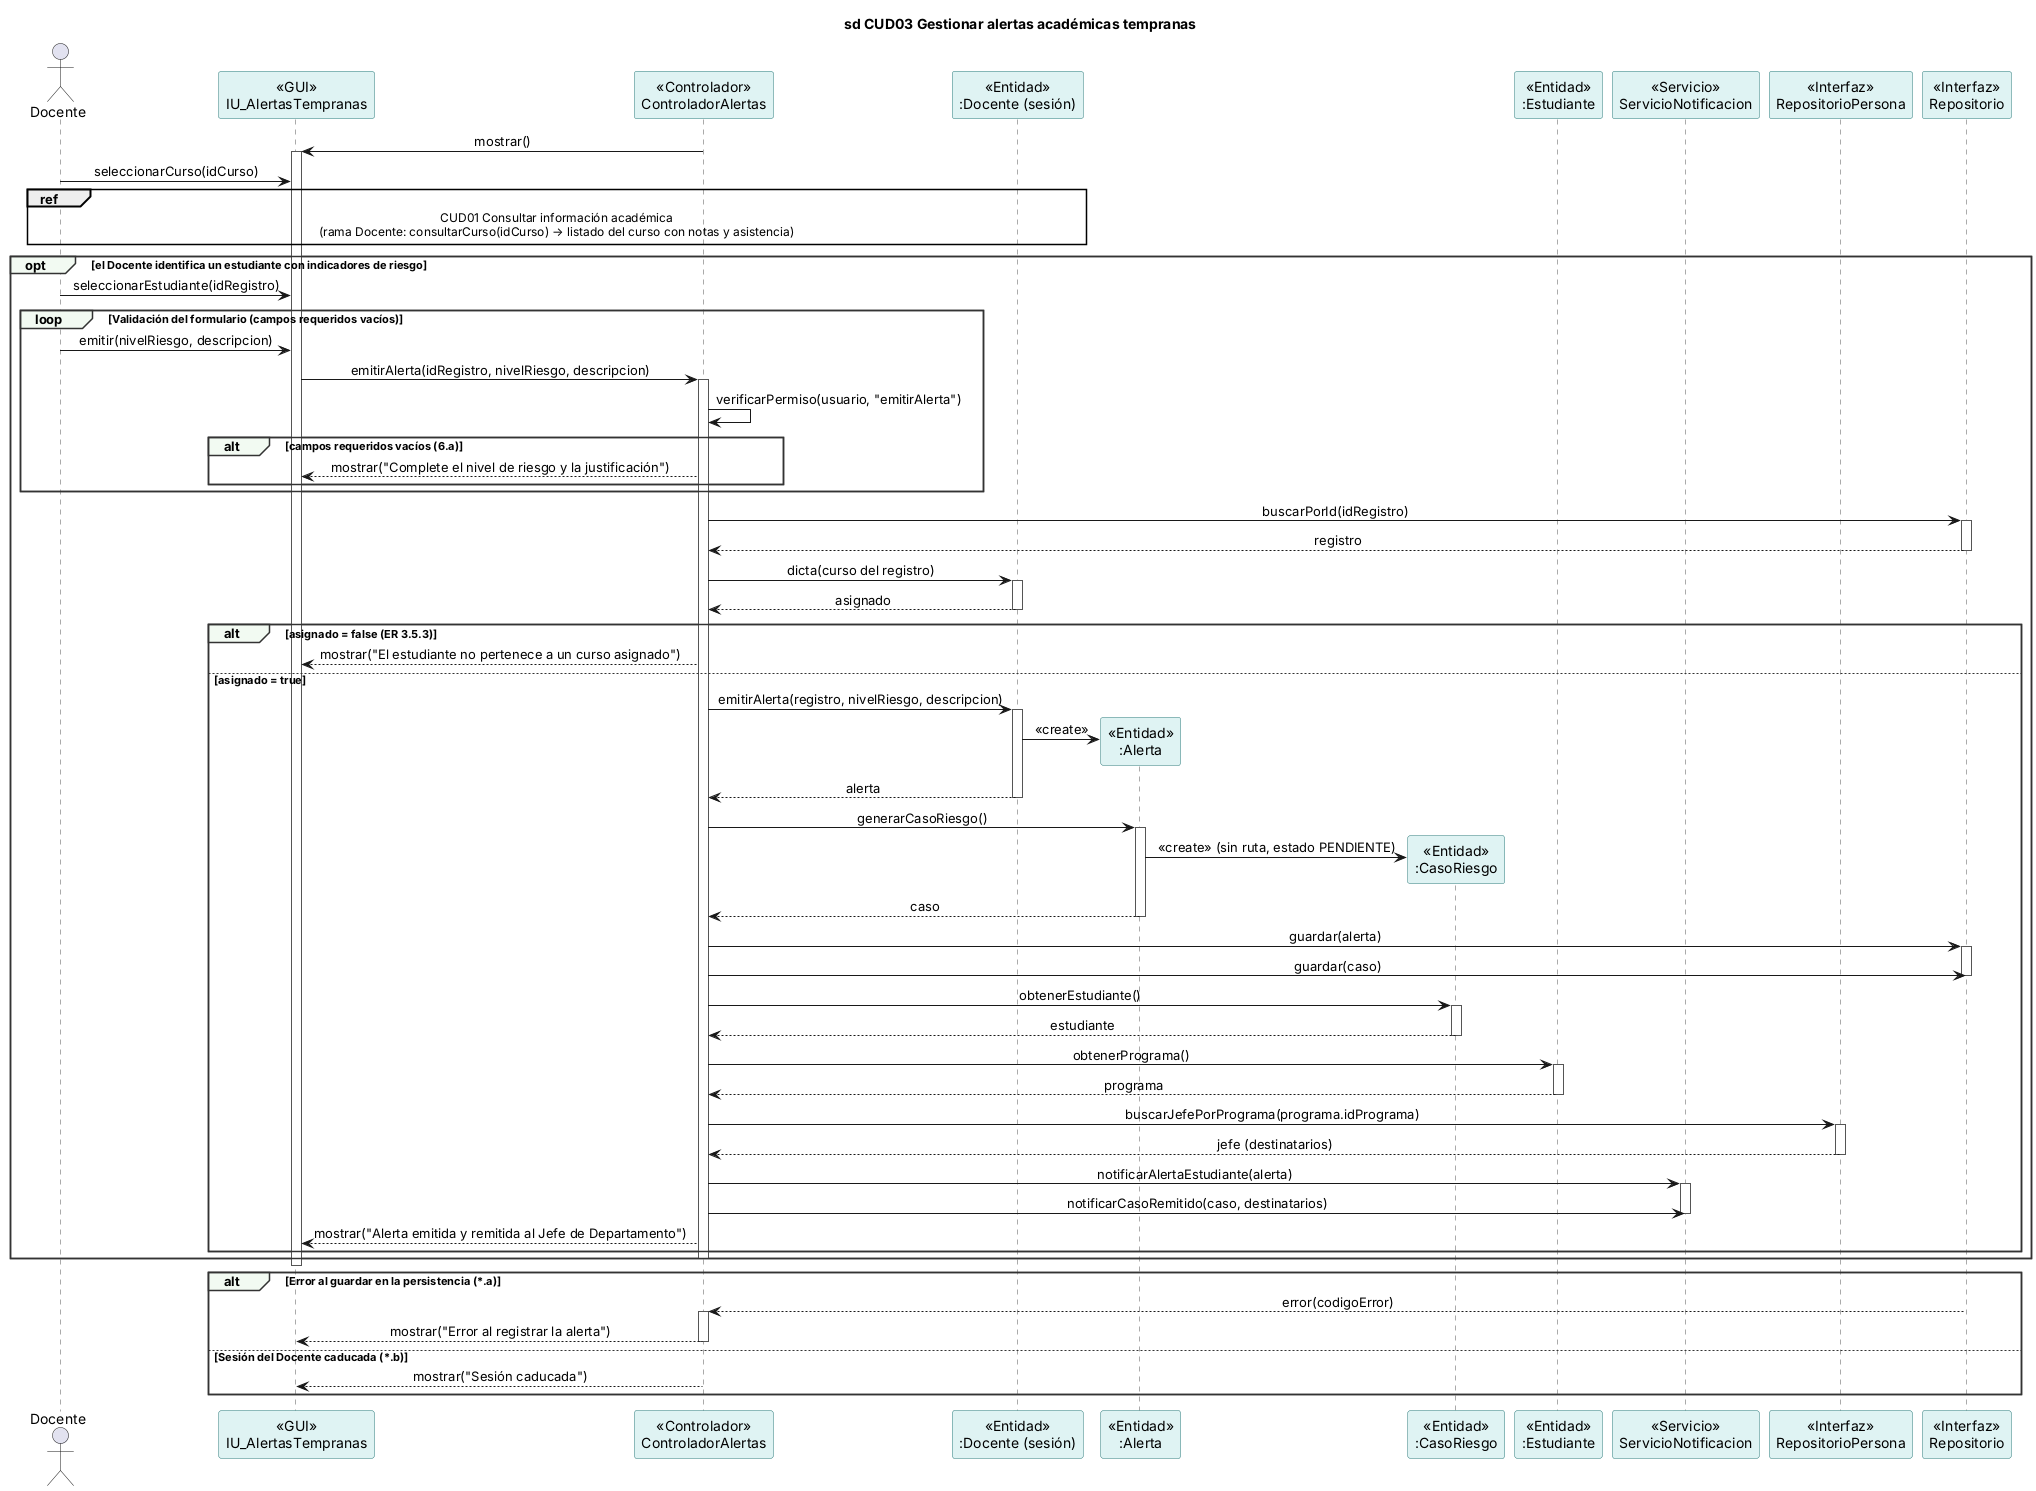 sd CUD03 Gestionar alertas académicas tempranas
Docente
«GUI»
IU_AlertasTempranas
«Controlador»
ControladorAlertas
«Entidad»
:Docente (sesión)
«Entidad»
:Estudiante
«Servicio»
ServicioNotificacion
«Interfaz»
RepositorioPersona
«Interfaz»
Repositorio
mostrar()
seleccionarCurso(idCurso)
ref
CUD01 Consultar información académica
(rama Docente: consultarCurso(idCurso) → listado del curso con notas y asistencia)
opt [el Docente identifica un estudiante con indicadores de riesgo]
seleccionarEstudiante(idRegistro)
loop [Validación del formulario (campos requeridos vacíos)]
emitir(nivelRiesgo, descripcion)
emitirAlerta(idRegistro, nivelRiesgo, descripcion)
verificarPermiso(usuario, "emitirAlerta")
alt [campos requeridos vacíos (6.a)]
mostrar("Complete el nivel de riesgo y la justificación")
buscarPorId(idRegistro)
registro
dicta(curso del registro)
asignado
alt [asignado = false (ER 3.5.3)]
mostrar("El estudiante no pertenece a un curso asignado")
[asignado = true]
emitirAlerta(registro, nivelRiesgo, descripcion)
«create»
«Entidad»
:Alerta
alerta
generarCasoRiesgo()
«create» (sin ruta, estado PENDIENTE)
«Entidad»
:CasoRiesgo
caso
guardar(alerta)
guardar(caso)
obtenerEstudiante()
estudiante
obtenerPrograma()
programa
buscarJefePorPrograma(programa.idPrograma)
jefe (destinatarios)
notificarAlertaEstudiante(alerta)
notificarCasoRemitido(caso, destinatarios)
mostrar("Alerta emitida y remitida al Jefe de Departamento")
alt [Error al guardar en la persistencia (*.a)]
error(codigoError)
mostrar("Error al registrar la alerta")
[Sesión del Docente caducada (*.b)]
mostrar("Sesión caducada")
Docente
«GUI»
IU_AlertasTempranas
«Controlador»
ControladorAlertas
«Entidad»
:Docente (sesión)
«Entidad»
:Alerta
«Entidad»
:CasoRiesgo
«Entidad»
:Estudiante
«Servicio»
ServicioNotificacion
«Interfaz»
RepositorioPersona
«Interfaz»
Repositorio